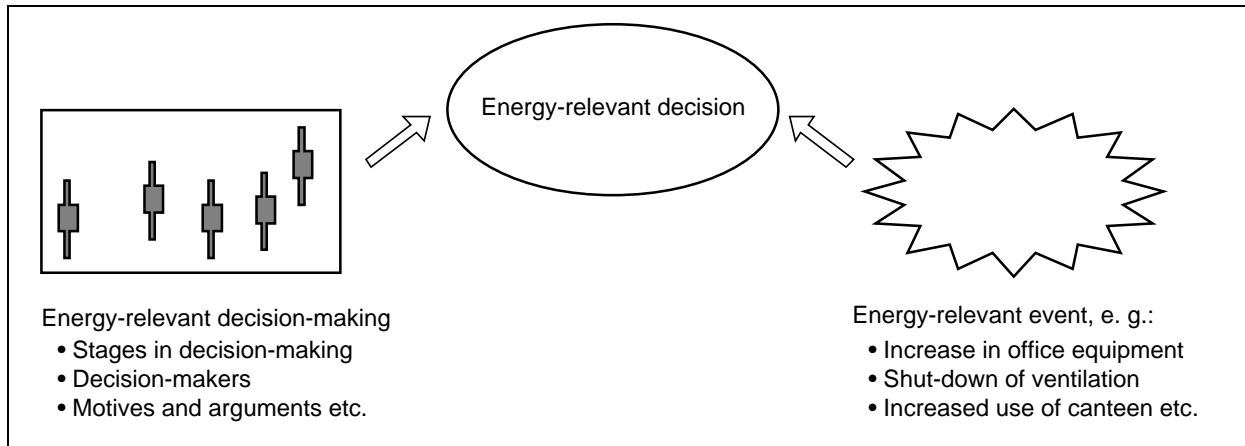 Energy-relevant decision
Energy-relevant decision-making
• Stages in decision-making
• Decision-makers
• Motives and arguments etc.
Energy-relevant event, e. g.:
• Increase in office equipment
• Shut-down of ventilation
• Increased use of canteen etc.